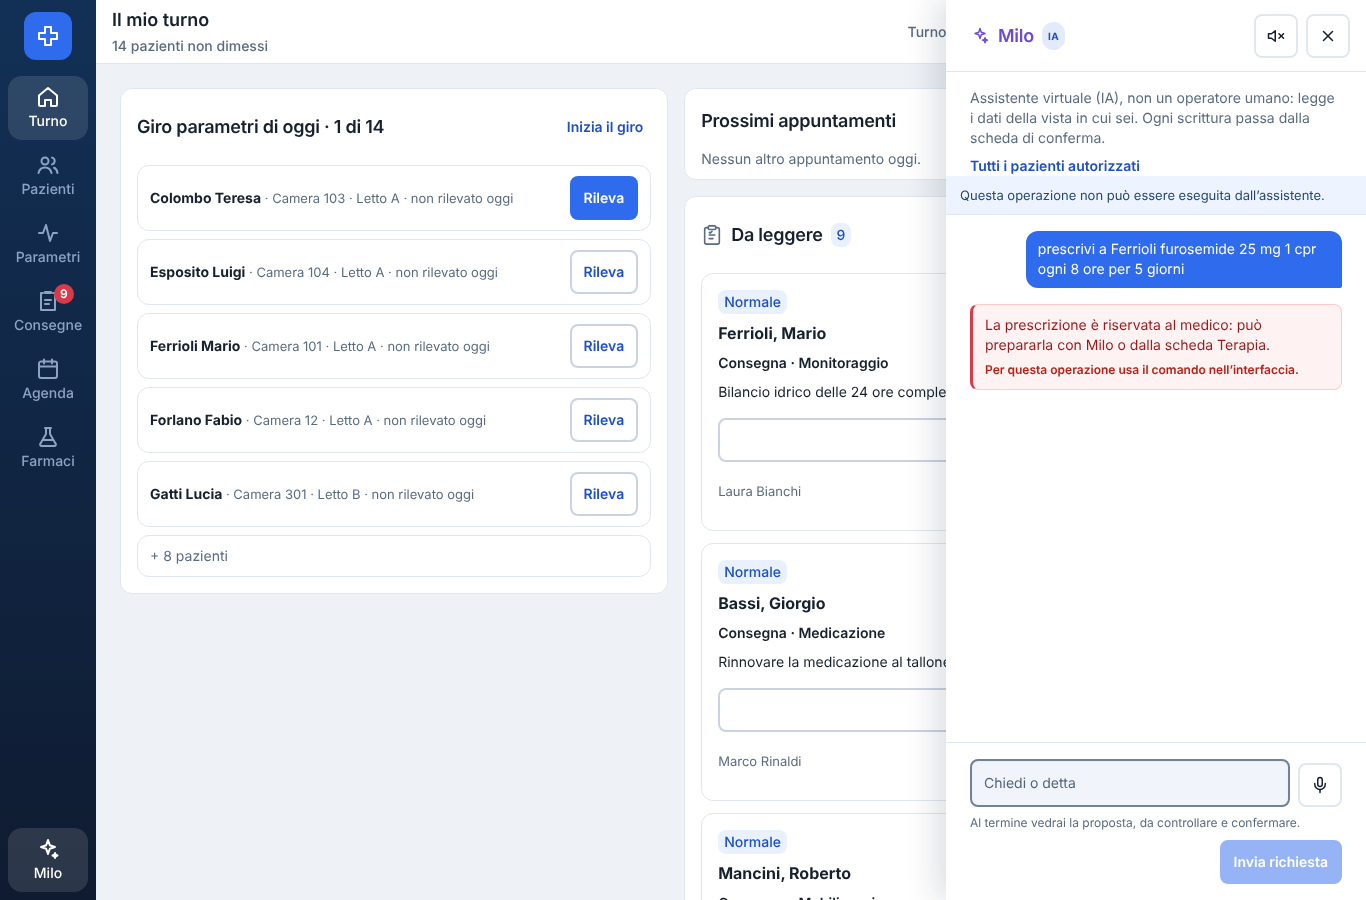 Turno
Pazienti
Parametri
9
Consegne
Agenda
Farmaci
Milo
Il mio turno
14 pazienti non dimessi
Turno
Giro parametri di oggi · 1 di 14
Inizia il giro
Colombo Teresa · Camera 103 · Letto A · non rilevato oggi
Rileva
Esposito Luigi · Camera 104 · Letto A · non rilevato oggi
Rileva
Ferrioli Mario · Camera 101 · Letto A · non rilevato oggi
Rileva
Forlano Fabio · Camera 12 · Letto A · non rilevato oggi
Rileva
Gatti Lucia · Camera 301 · Letto B · non rilevato oggi
Rileva
+ 8 pazienti
Prossimi appuntamenti
Nessun altro appuntamento oggi.
Da leggere 9
Normale
Ferrioli, Mario
Consegna · Monitoraggio
Bilancio idrico delle 24 ore comple
Laura Bianchi
Normale
Bassi, Giorgio
Consegna · Medicazione
Rinnovare la medicazione al tallone
Marco Rinaldi
Normale
Mancini, Roberto
Milo IA
Assistente virtuale (IA), non un operatore umano: legge
i dati della vista in cui sei. Ogni scrittura passa dalla
scheda di conferma.
Tutti i pazienti autorizzati
Questa operazione non può essere eseguita dall’assistente.
prescrivi a Ferrioli furosemide 25 mg 1 cpr
ogni 8 ore per 5 giorni
La prescrizione è riservata al medico: può
prepararla con Milo o dalla scheda Terapia.
Per questa operazione usa il comando nell’interfaccia.
Chiedi o detta
Al termine vedrai la proposta, da controllare e confermare.
Invia richiesta